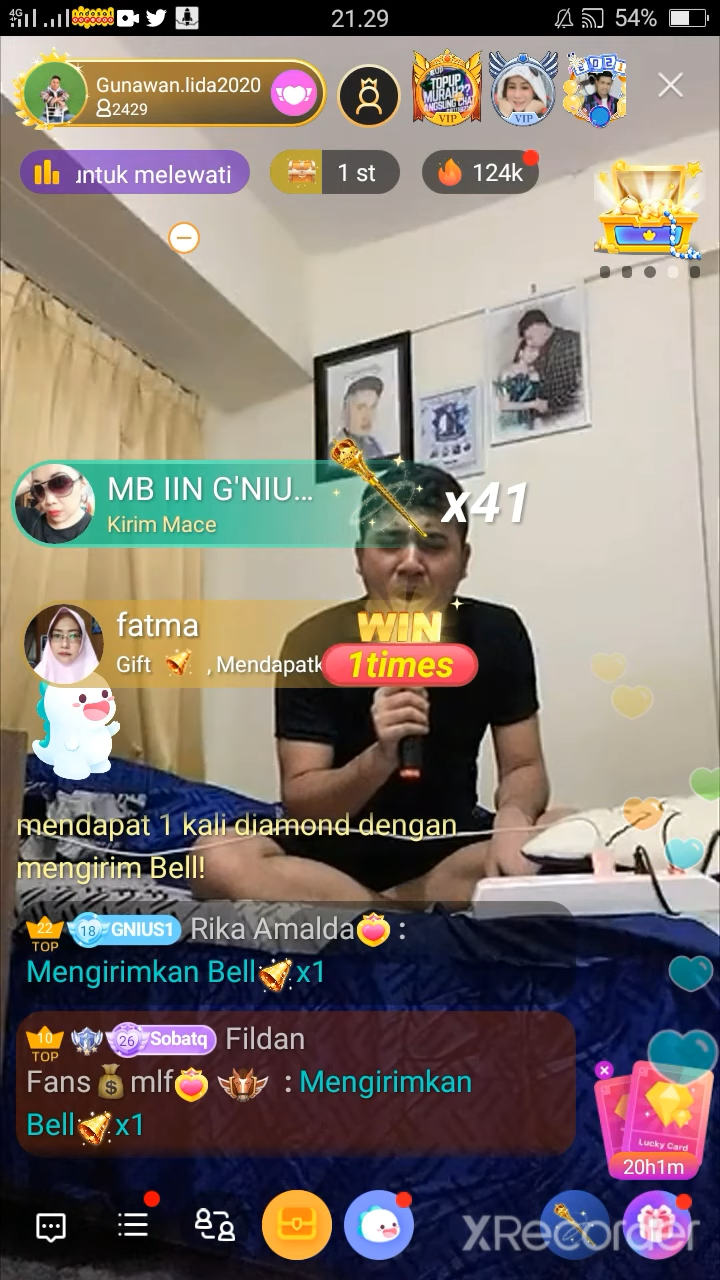 4G
21.29
54%
Gunawan.lida2020
2429
TOPUP
MURAH??
VIP
VIP
2021
untuk melewati
1 st
124k
MB IIN G'NIU...
Kirim Mace
x41
fatma
Gift , Mendapatk
WIN
1times
mendapat 1 kali diamond dengan
mengirim Bell!
22 TOP 18 GNIUS1 Rika Amalda :
Mengirimkan Bell x1
10 TOP 26 Sobatq Fildan
Fans mlf : Mengirimkan
Bell x1
Lucky Card
20h1m
XRecorder